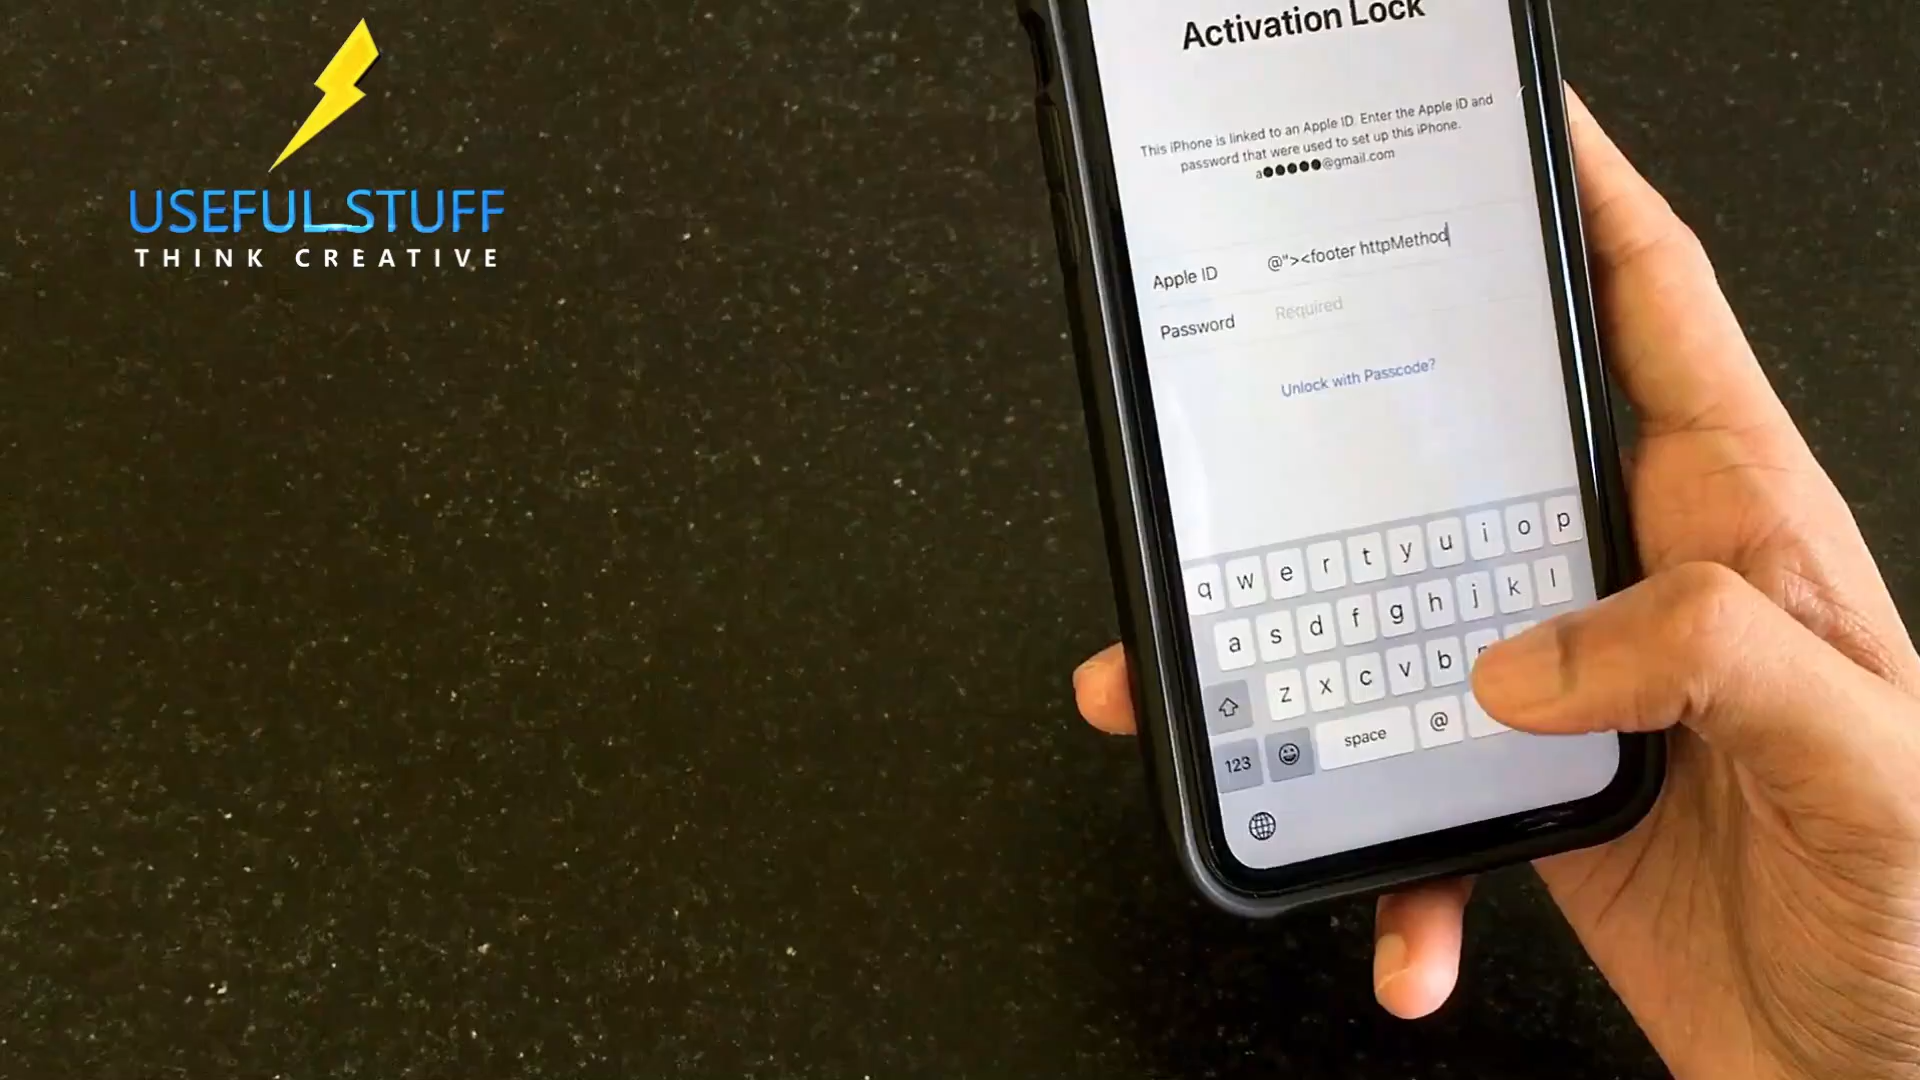 USEFUL STUFF
THINK CREATIVE
Activation Lock
This iPhone is linked to an Apple ID. Enter the Apple ID and
password that were used to set up this iPhone.
a●●●●●@gmail.com
Apple ID @"><footer httpMethod
Password Required
Unlock with Passcode?
q w e r t y u i o p
a s d f g h j k l
z x c v b
123 space @